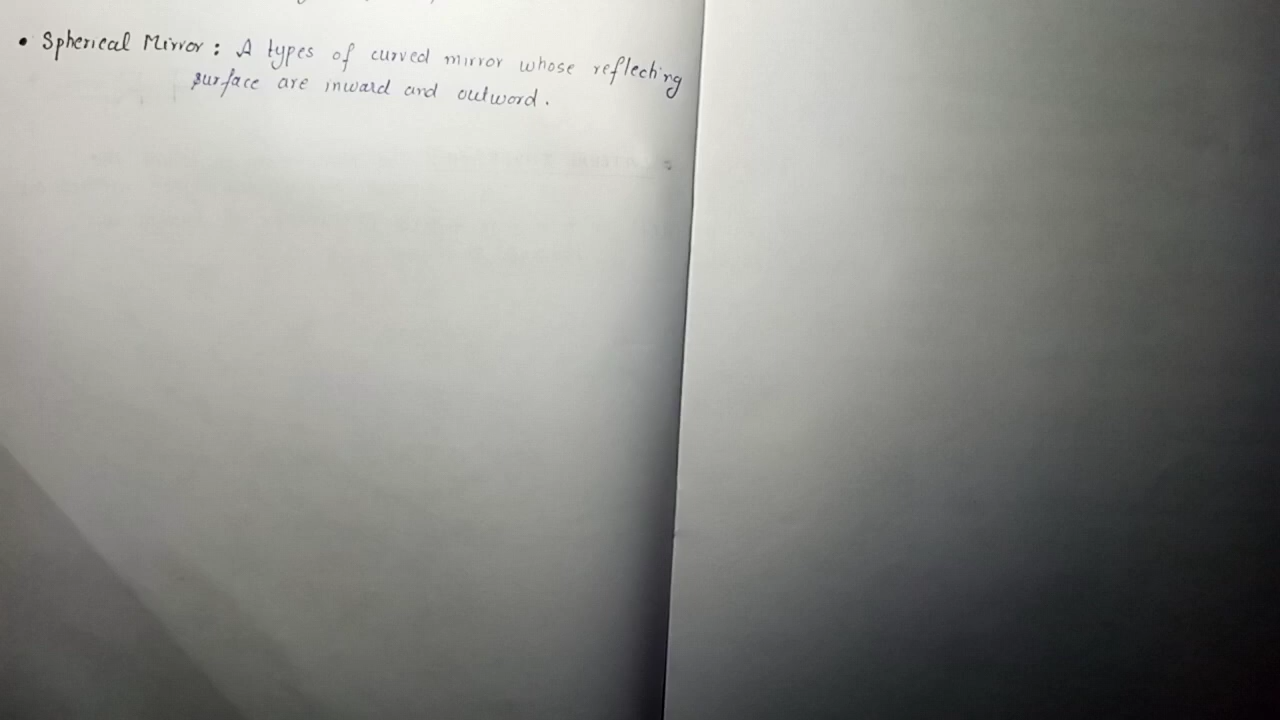 • Spherical Mirror : A types of curved mirror whose reflecting
surface are inward and outword.